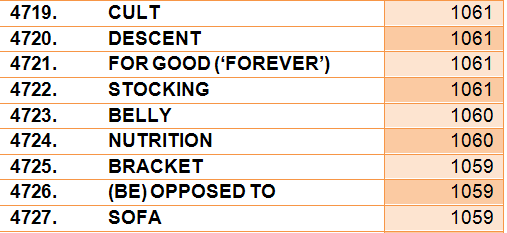 4719. CULT 1061
4720. DESCENT 1061
4721. FOR GOOD (‘FOREVER’) 1061
4722. STOCKING 1061
4723. BELLY 1060
4724. NUTRITION 1060
4725. BRACKET 1059
4726. (BE) OPPOSED TO 1059
4727. SOFA 1059